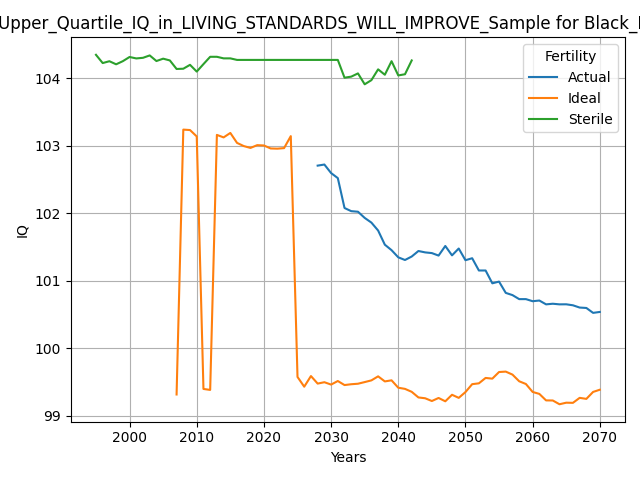 Upper_Quartile_IQ_in_LIVING_STANDARDS_WILL_IMPROVE_Sample for Black_
Fertility
Actual
Ideal
Sterile
104
103
102
101
100
99
IQ
2000
2010
2020
2030
2040
2050
2060
2070
Years